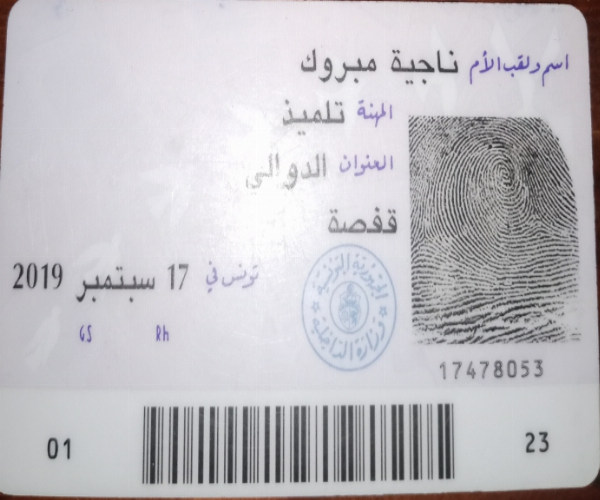 اسم ولقب الأم ناجية مبروك
المهنة تلميذ
العنوان الدوالي
قفصة
تونس في 17 سبتمبر 2019
الجمهورية التونسية
وزارة الداخلية
GS Rh
17478053
01 23